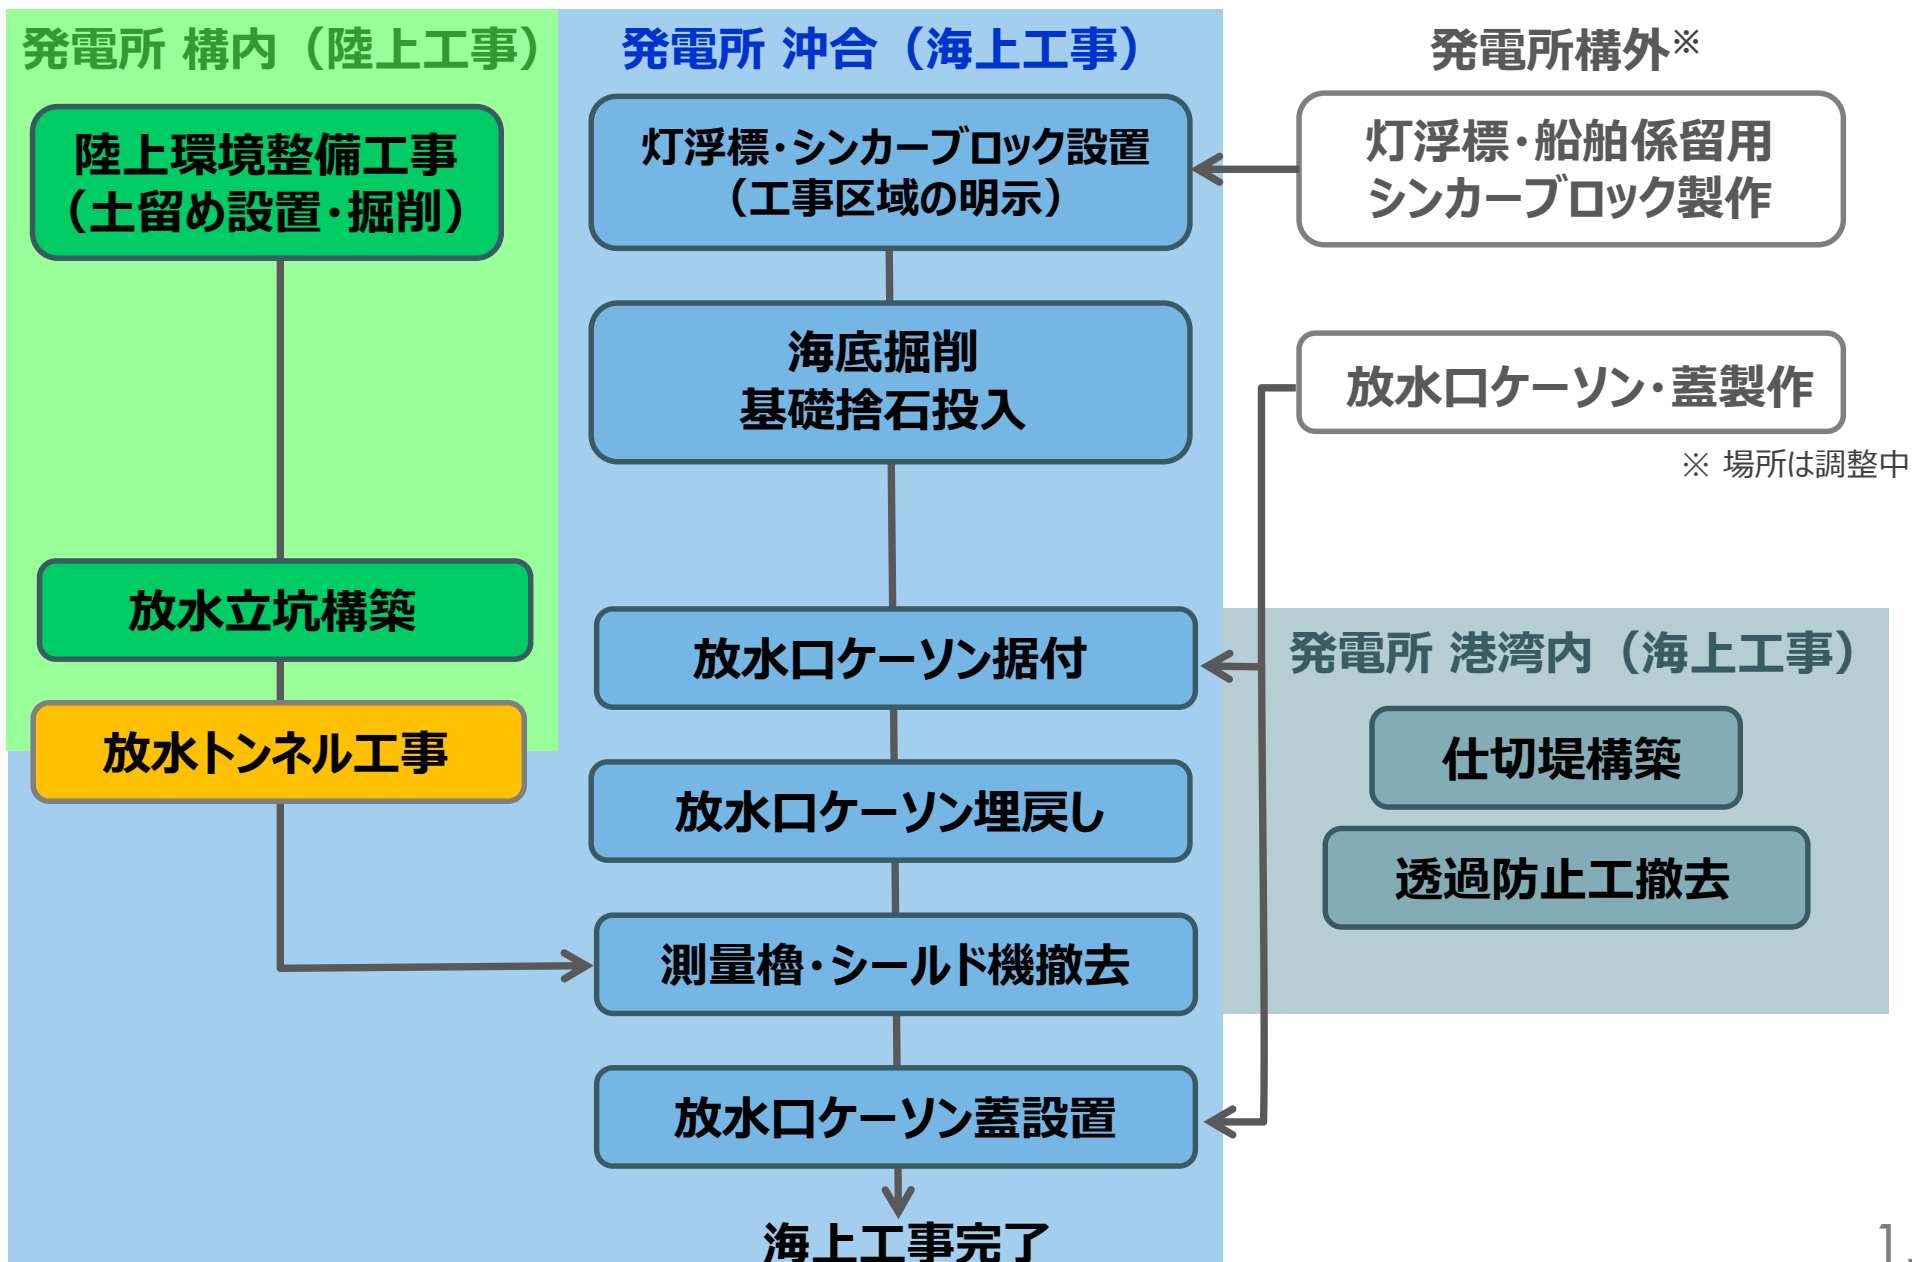 発電所 構内（陸上工事）
陸上環境整備工事
（土留め設置･掘削）
放水立坑構築
放水トンネル工事
発電所 沖合（海上工事）
灯浮標･シンカーブロック設置
（工事区域の明示）
海底掘削
基礎捨石投入
放水口ケーソン据付
放水口ケーソン埋戻し
測量櫓･シールド機撤去
放水口ケーソン蓋設置
海上工事完了
発電所構外※
灯浮標･船舶係留用
シンカーブロック製作
放水口ケーソン･蓋製作
※ 場所は調整中
発電所 港湾内（海上工事）
仕切堤構築
透過防止工撤去